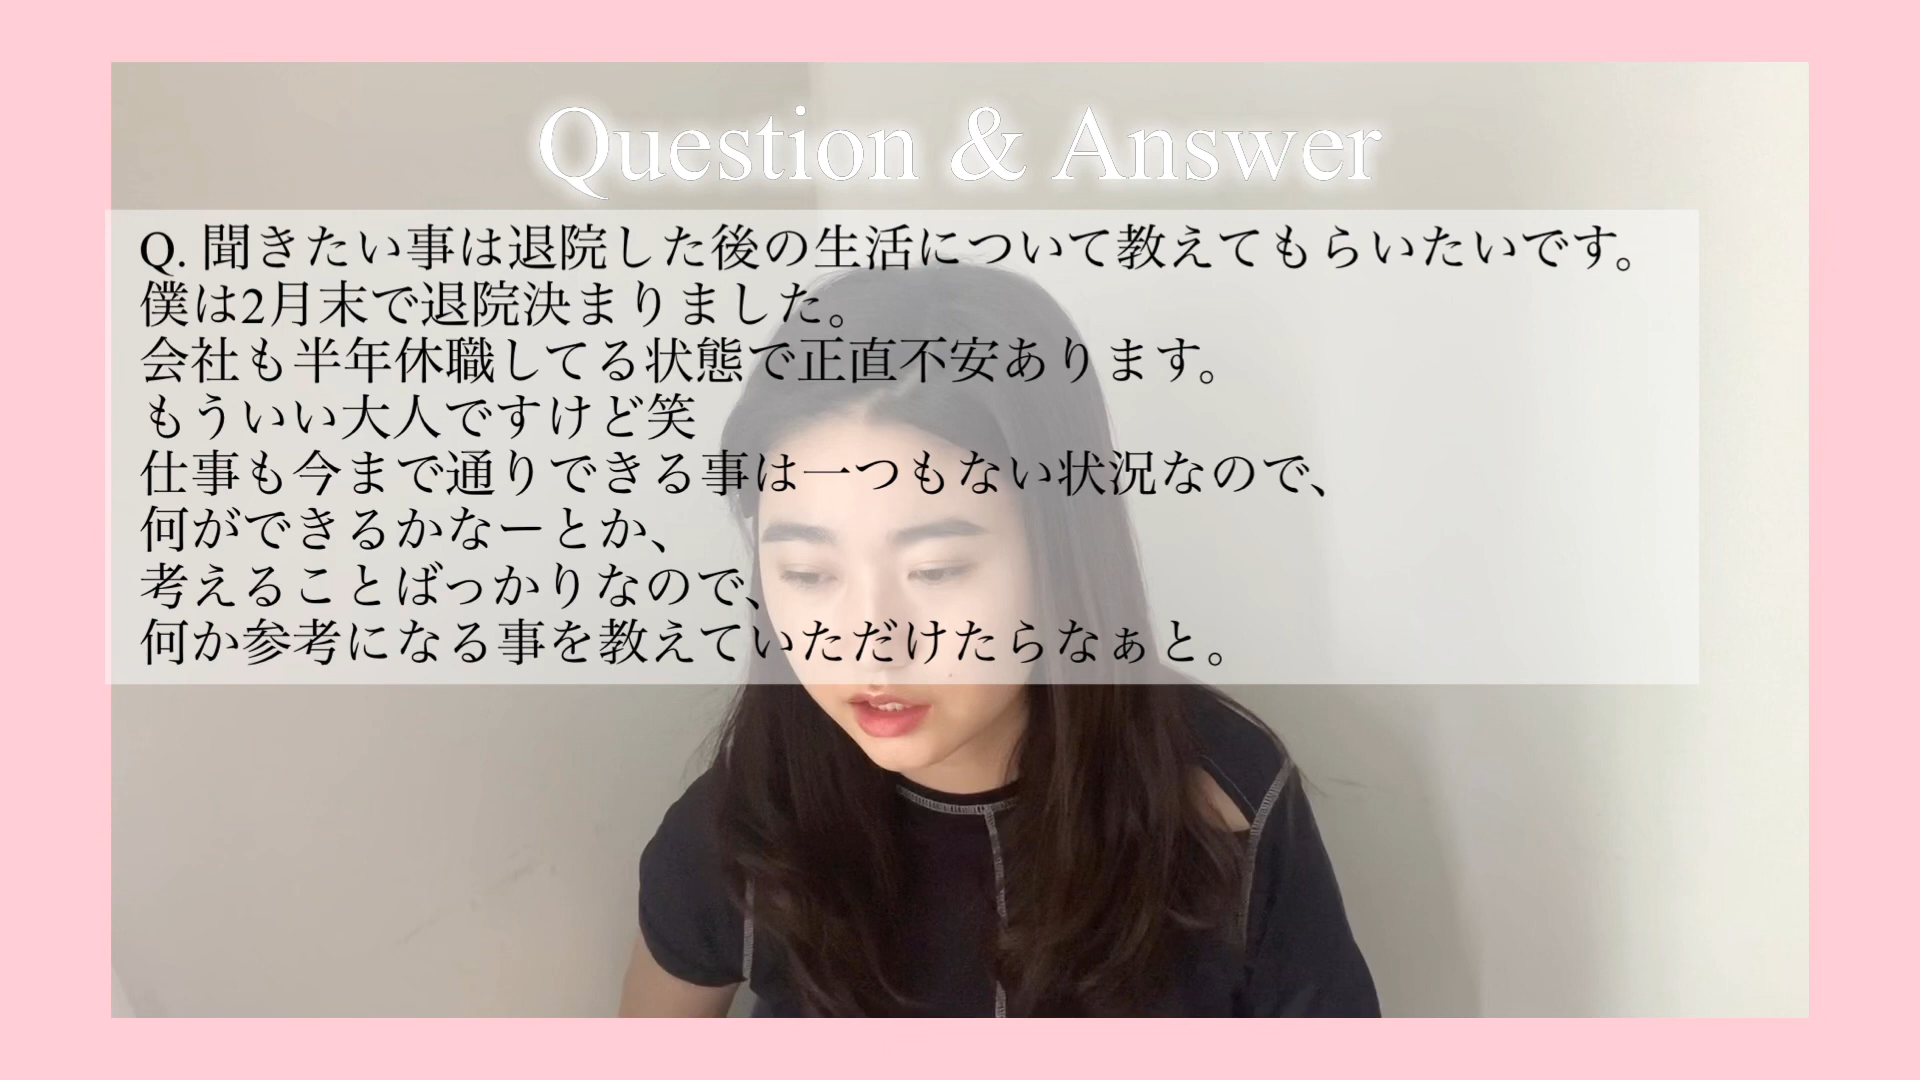 Question & Answer
Q. 聞きたい事は退院した後の生活について教えてもらいたいです。
僕は2月末で退院決まりました。
会社も半年休職してる状態で正直不安あります。
もういい大人ですけど笑
仕事も今まで通りできる事は一つもない状況なので、
何ができるかなーとか、
考えることばっかりなので、
何か参考になる事を教えていただけたらなぁと。